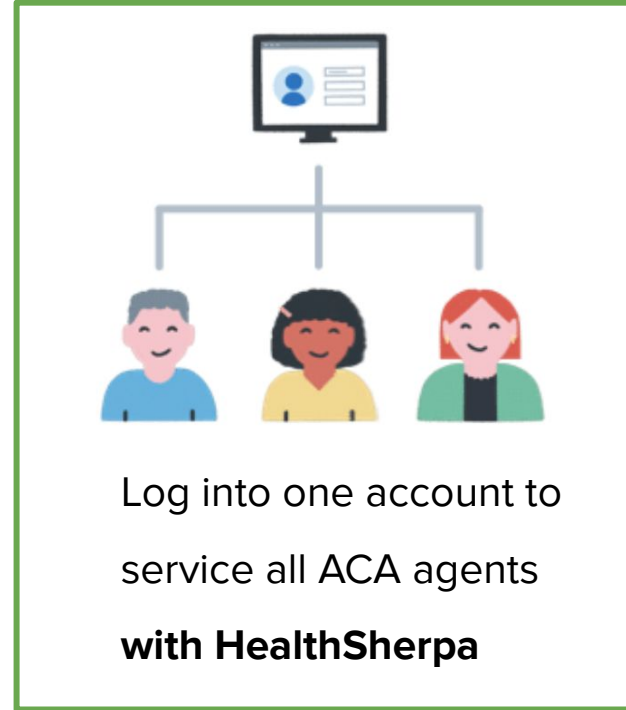 Log into one account to
service all ACA agents
with HealthSherpa